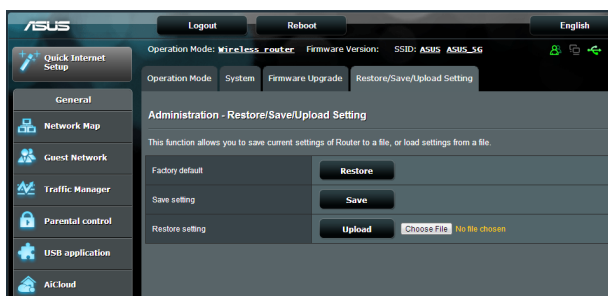 ASUS
Logout
Reboot
English
Quick Internet
Setup
Operation Mode: Wireless router Firmware Version: SSID: ASUS ASUS_5G
Operation Mode
System
Firmware Upgrade
Restore/Save/Upload Setting
General
Network Map
Guest Network
Traffic Manager
Parental control
USB application
AiCloud
Administration - Restore/Save/Upload Setting
This function allows you to save current settings of Router to a file, or load settings from a file.
Factory default
Restore
Save setting
Save
Restore setting
Upload
Choose File No file chosen